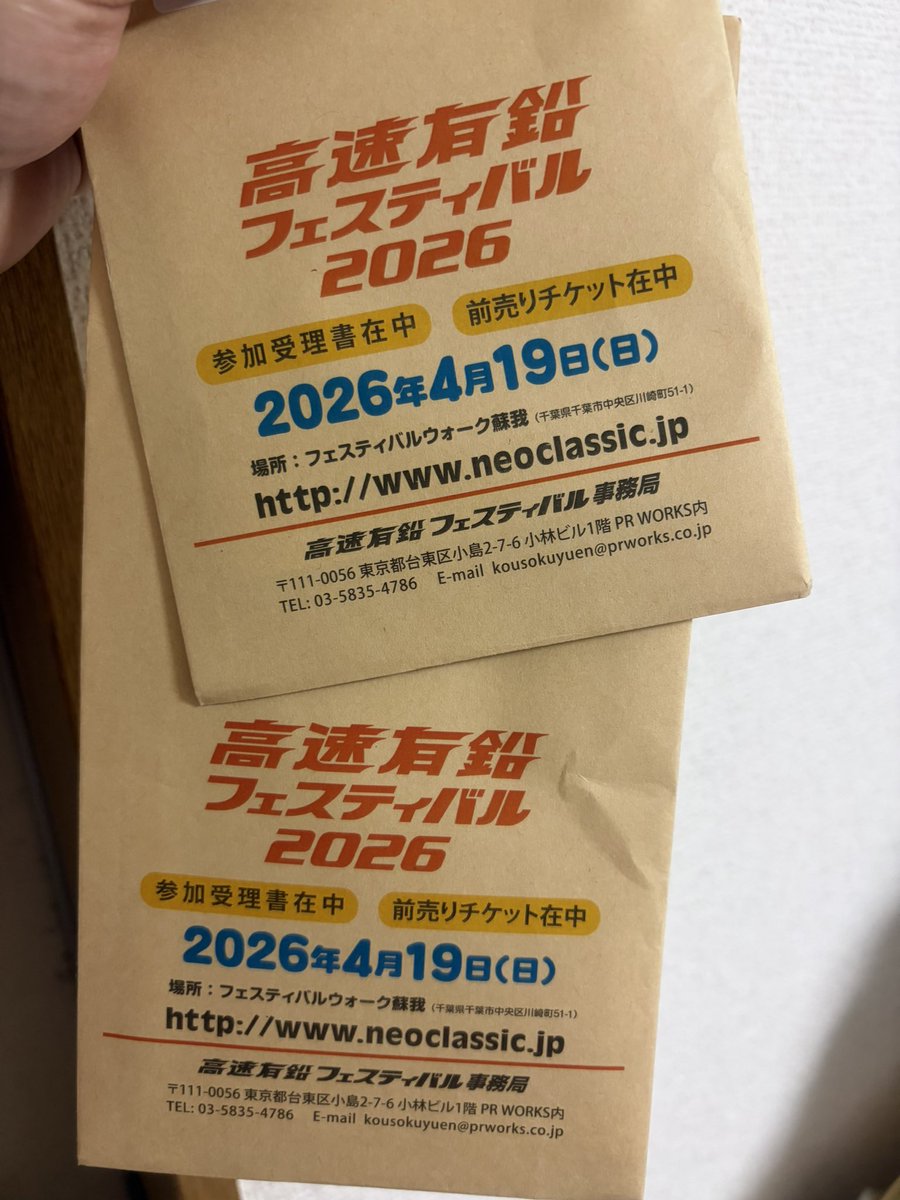 高速有鉛
フェスティバル
2026
参加受理書在中 前売りチケット在中
2026年4月19日(日)
場所：フェスティバルウォーク蘇我（千葉県千葉市中央区川崎町51-1）
http://www.neoclassic.jp
高速有鉛 フェスティバル 事務局
〒111-0056 東京都台東区小島2-7-6 小林ビル1階 PR WORKS内
TEL: 03-5835-4786 E-mail kousokuyuen@prworks.co.jp
高速有鉛
フェスティバル
2026
参加受理書在中 前売りチケット在中
2026年4月19日(日)
場所：フェスティバルウォーク蘇我（千葉県千葉市中央区川崎町51-1）
http://www.neoclassic.jp
高速有鉛 フェスティバル 事務局
〒111-0056 東京都台東区小島2-7-6 小林ビル1階 PR WORKS内
TEL: 03-5835-4786 E-mail kousokuyuen@prworks.co.jp